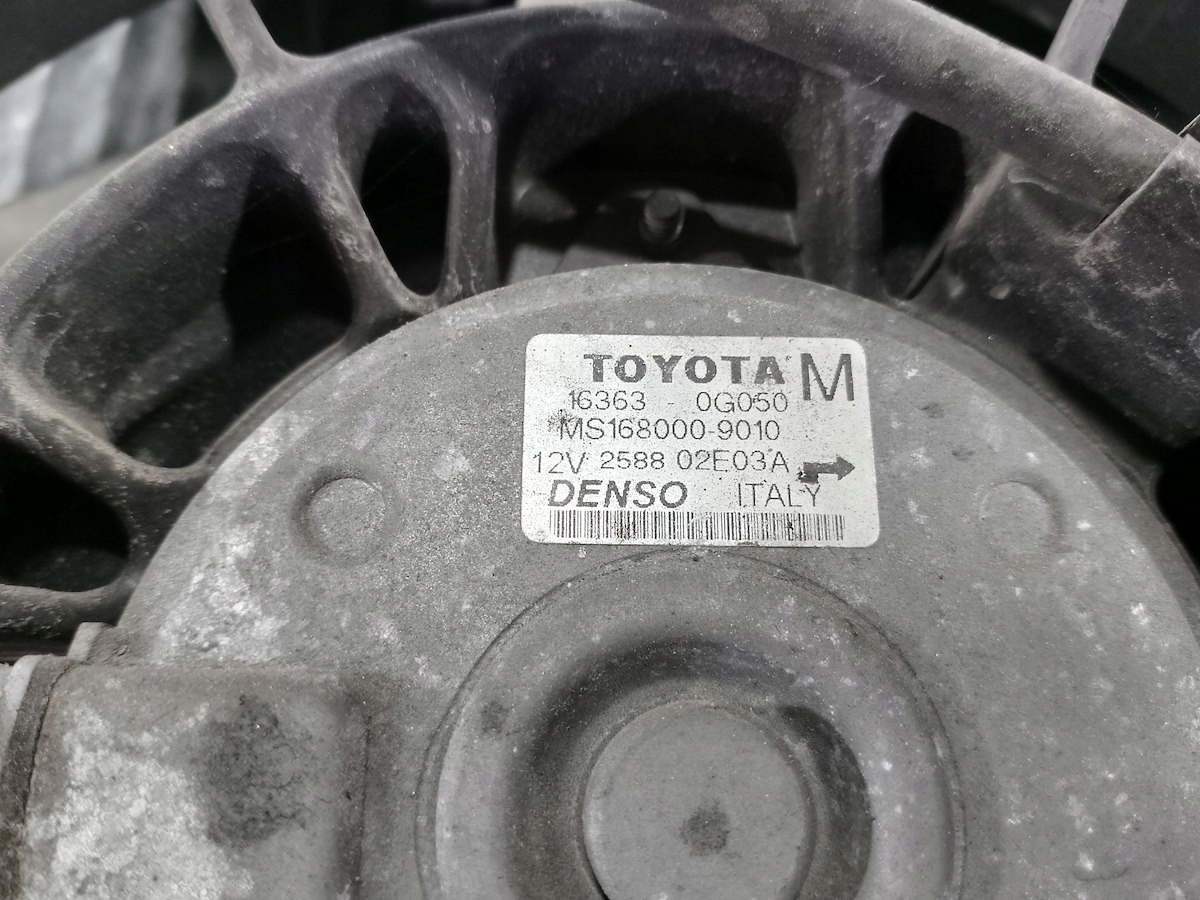 TOYOTA M
16363 - 0G050
MS168000-9010
12V 2588 02E03A
DENSO ITALY